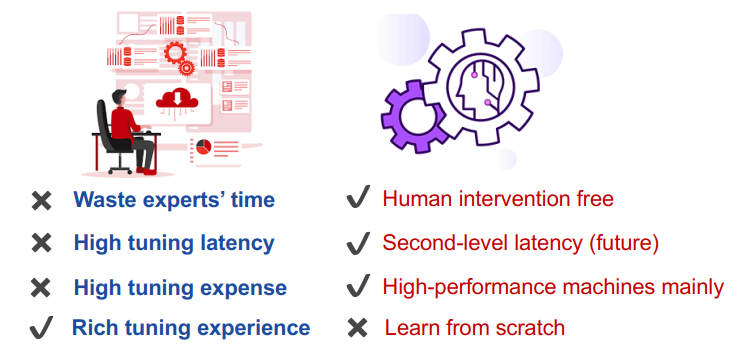 Waste experts’ time
Human intervention free
High tuning latency
Second-level latency (future)
High tuning expense
High-performance machines mainly
Rich tuning experience
Learn from scratch